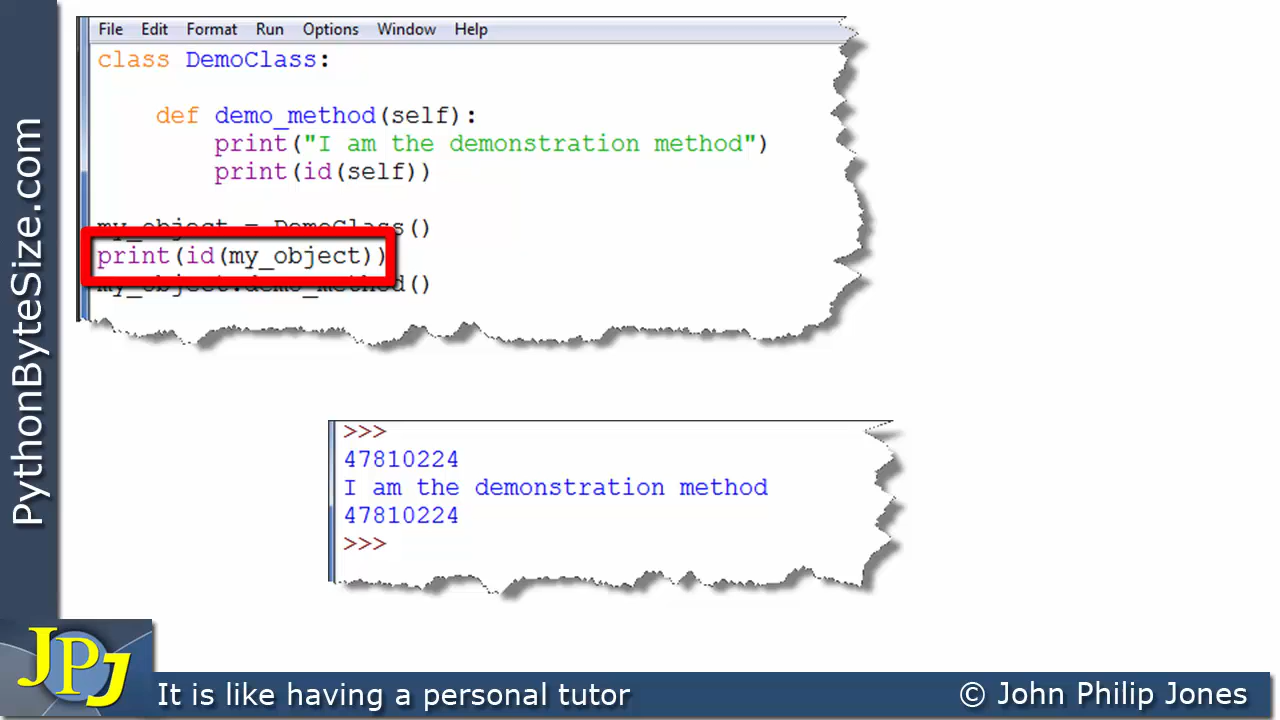 File Edit Format Run Options Window Help
class DemoClass:
def demo_method(self):
print("I am the demonstration method")
print(id(self))
my_object = DemoClass()
print(id(my_object))
my_object.demo_method()
>>>
47810224
I am the demonstration method
47810224
>>>
PythonByteSize.com
JPJ
It is like having a personal tutor
© John Philip Jones